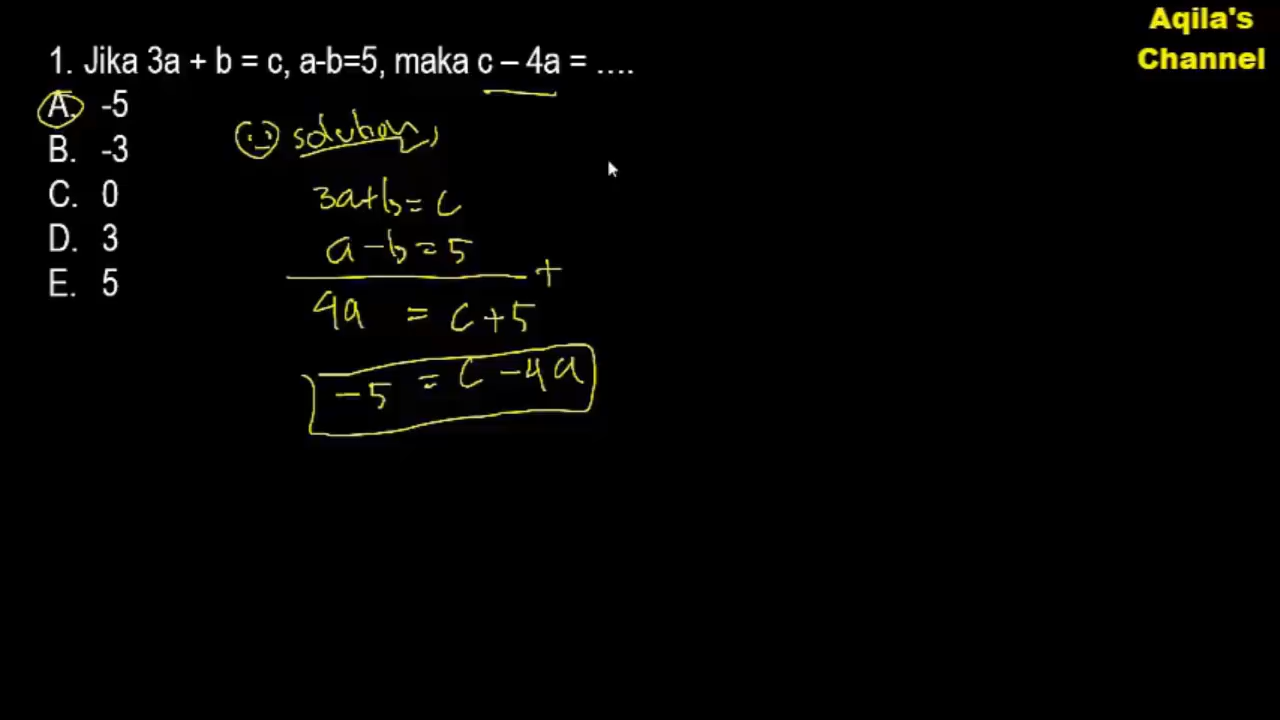 Aqila's
Channel
1. Jika 3a + b = c, a-b=5, maka c – 4a = ....
A. -5
B. -3
C. 0
D. 3
E. 5
solution,
3a+b=c
a-b=5
+
4a = c+5
-5 = c-4a